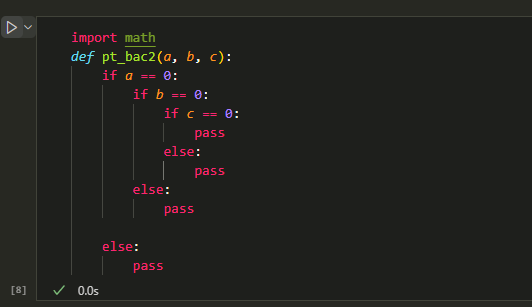 import math
def pt_bac2(a, b, c):
    if a == 0:
        if b == 0:
            if c == 0:
                pass
            else:
                pass
        else:
            pass

    else:
        pass
[8] 0.0s